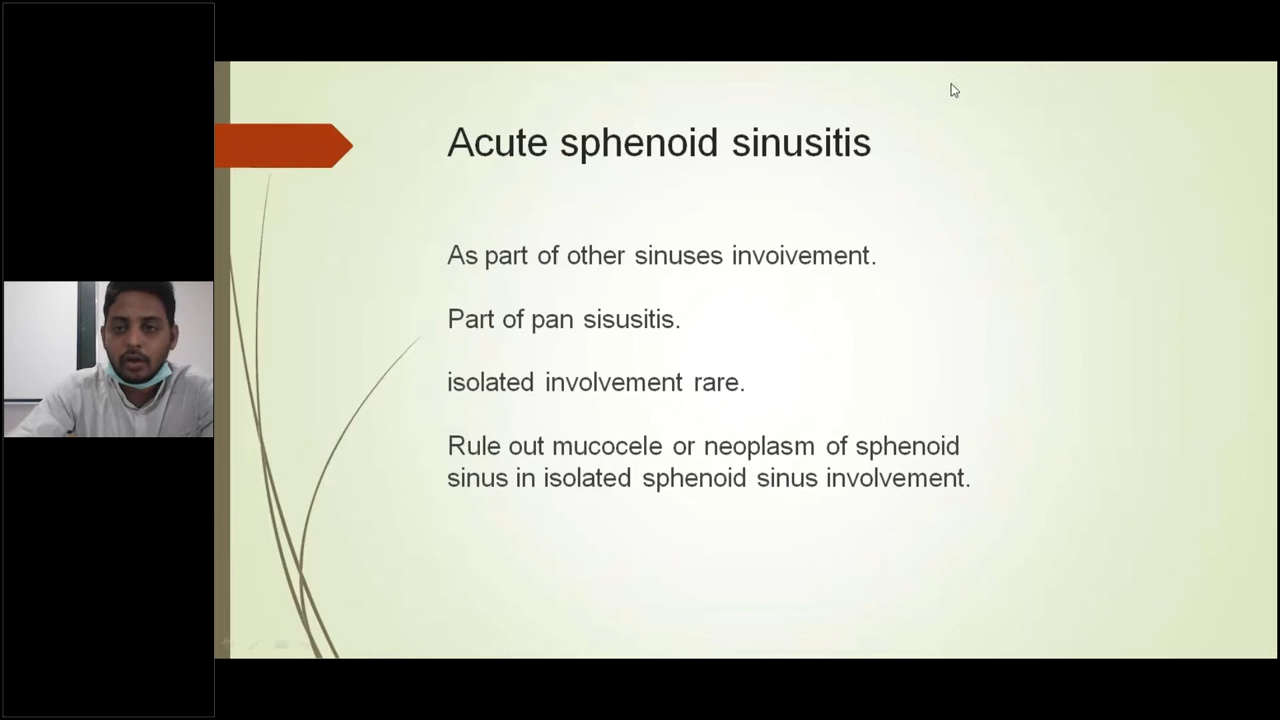 Acute sphenoid sinusitis
As part of other sinuses invoivement.
Part of pan sisusitis.
isolated involvement rare.
Rule out mucocele or neoplasm of sphenoid
sinus in isolated sphenoid sinus involvement.